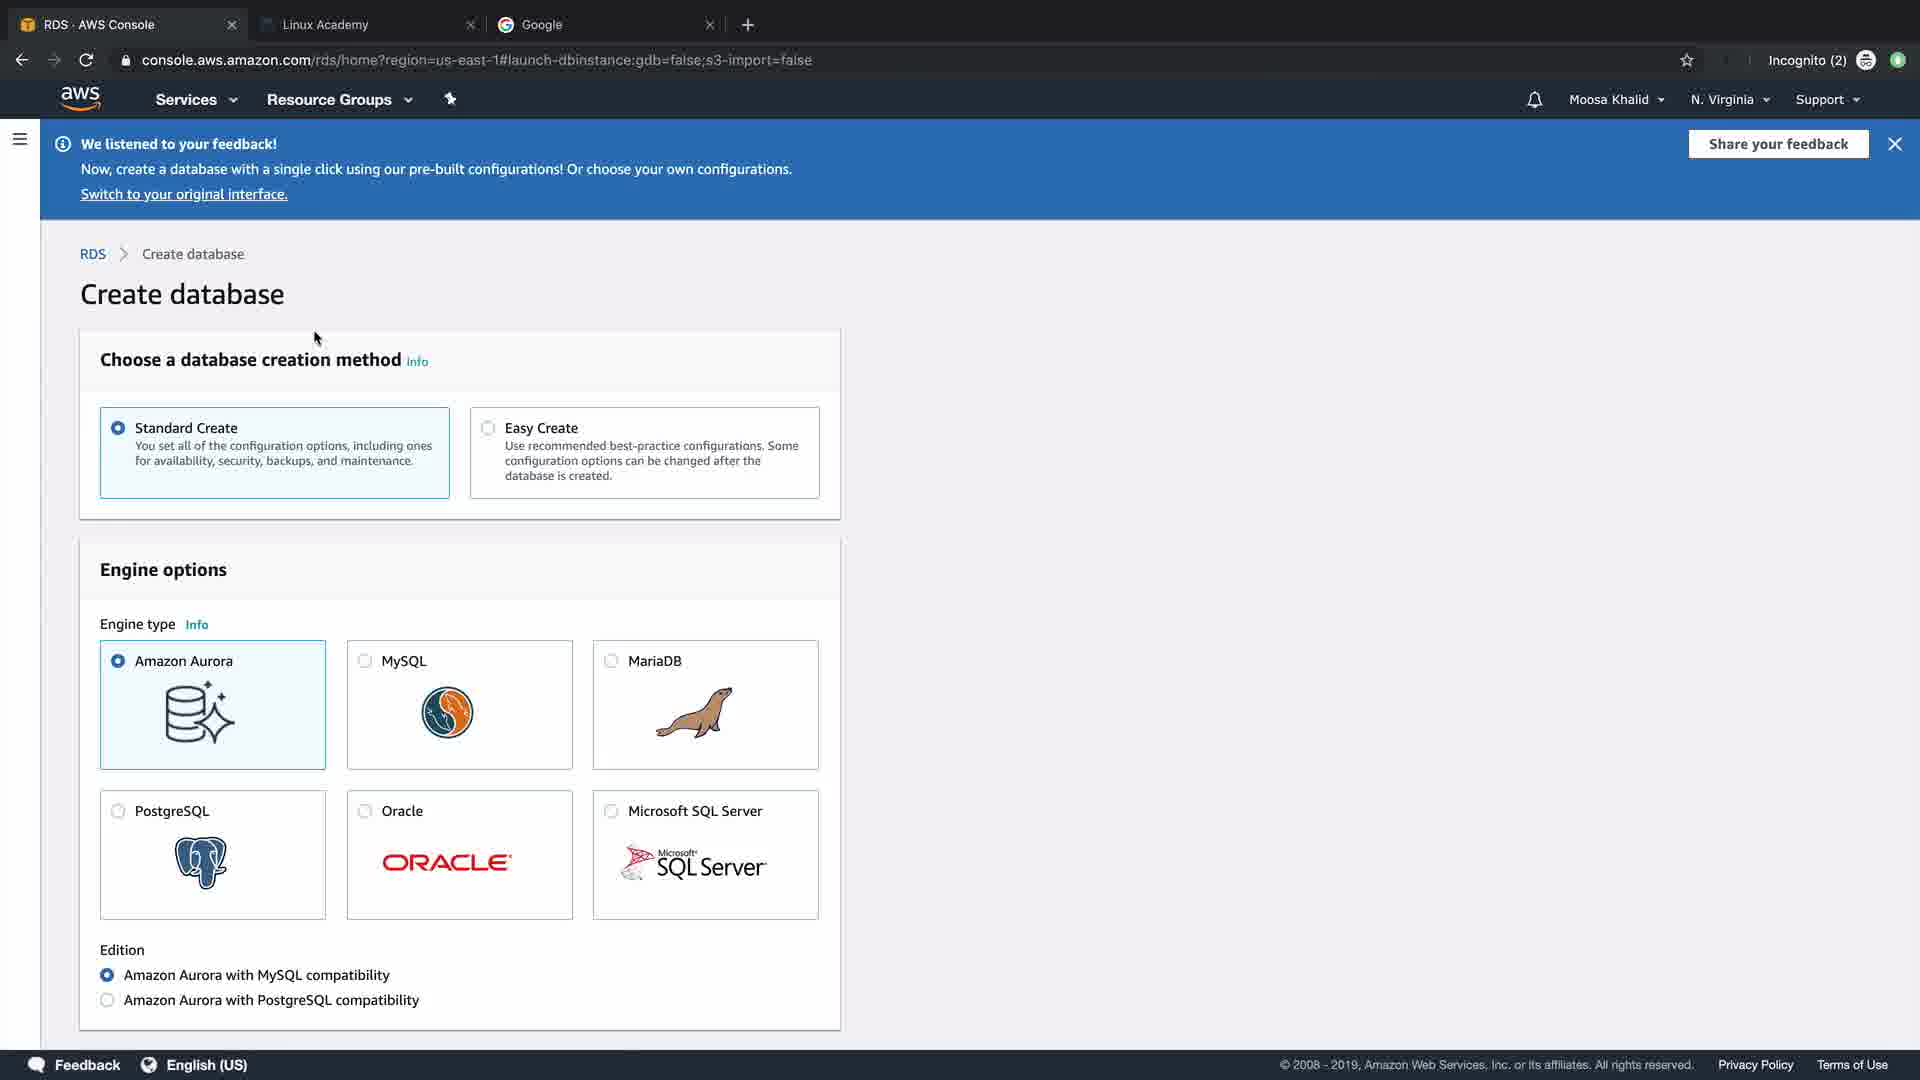 RDS · AWS Console
Linux Academy
Google
console.aws.amazon.com/rds/home?region=us-east-1#launch-dbinstance:gdb=false;s3-import=false
Incognito (2)
aws
Services
Resource Groups
Moosa Khalid
N. Virginia
Support
We listened to your feedback!
Now, create a database with a single click using our pre-built configurations! Or choose your own configurations.
Switch to your original interface.
Share your feedback
RDS
Create database
Create database
Choose a database creation method Info
Standard Create
You set all of the configuration options, including ones
for availability, security, backups, and maintenance.
Easy Create
Use recommended best-practice configurations. Some
configuration options can be changed after the
database is created.
Engine options
Engine type Info
Amazon Aurora
MySQL
MariaDB
PostgreSQL
Oracle
ORACLE
Microsoft SQL Server
Microsoft
SQL Server
Edition
Amazon Aurora with MySQL compatibility
Amazon Aurora with PostgreSQL compatibility
Feedback
English (US)
© 2008 - 2019, Amazon Web Services, Inc. or its affiliates. All rights reserved.
Privacy Policy
Terms of Use